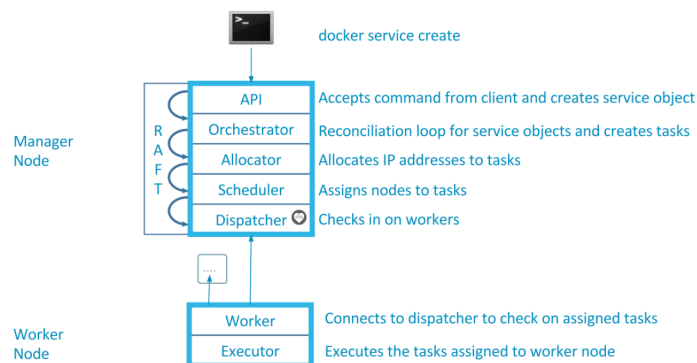 >_
docker service create
API
Accepts command from client and creates service object
Orchestrator
Reconciliation loop for service objects and creates tasks
Allocator
Allocates IP addresses to tasks
Scheduler
Assigns nodes to tasks
Dispatcher
Checks in on workers
R
A
F
T
Manager
Node
....
Worker
Connects to dispatcher to check on assigned tasks
Executor
Executes the tasks assigned to worker node
Worker
Node